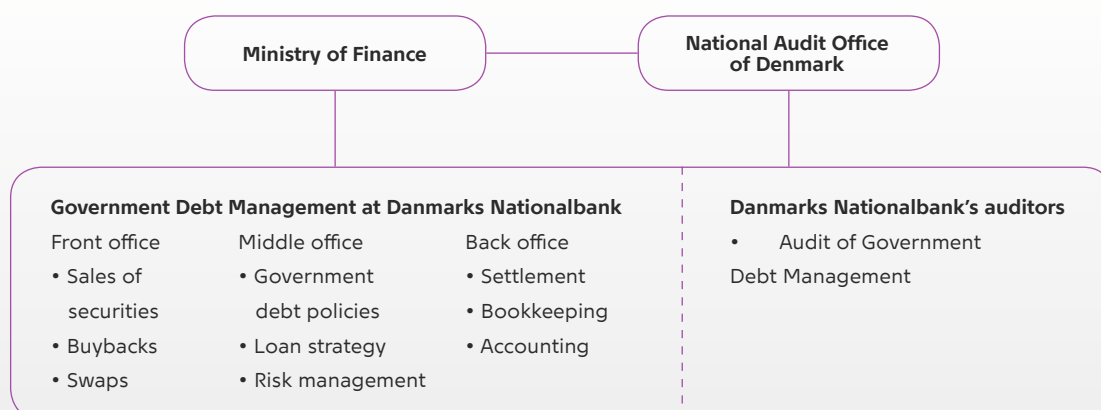 Ministry of Finance
National Audit Office
of Denmark
Government Debt Management at Danmarks Nationalbank
Front office
• Sales of
securities
• Buybacks
• Swaps
Middle office
• Government
debt policies
• Loan strategy
• Risk management
Back office
• Settlement
• Bookkeeping
• Accounting
Danmarks Nationalbank’s auditors
• Audit of Government
Debt Management